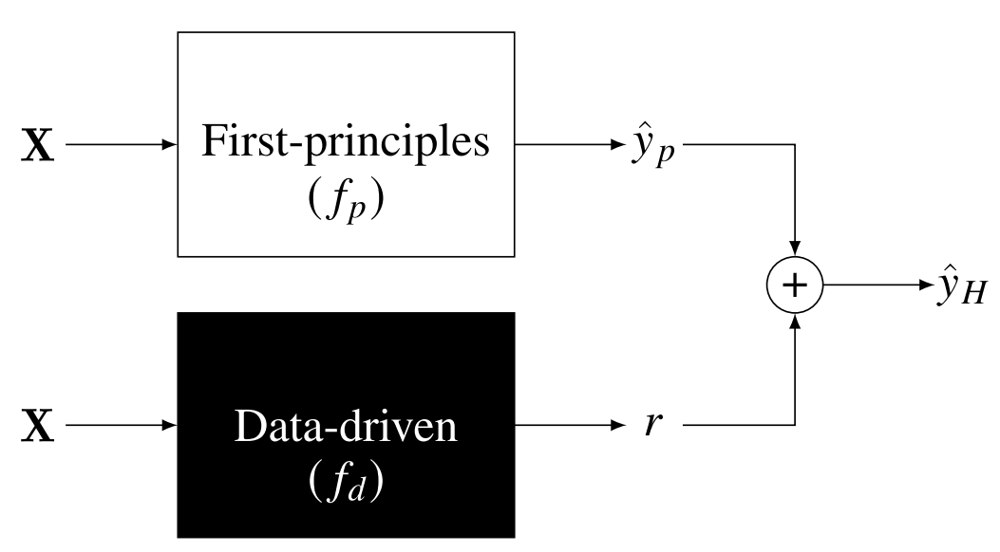 X
First-principles
(f_p)
ŷ_p
+
ŷ_H
X
Data-driven
(f_d)
r